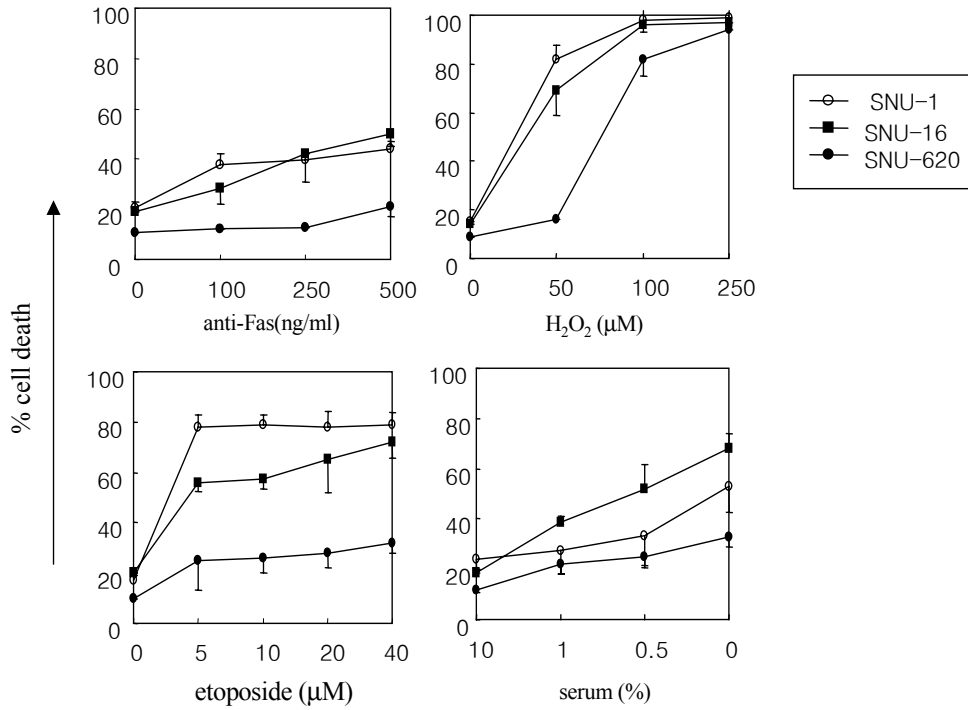 100
80
60
40
20
0
0 100 250 500
anti-Fas(ng/ml)
100
80
60
40
20
0
0 50 100 250
H₂O₂ (μM)
SNU-1
SNU-16
SNU-620
% cell death
100
80
60
40
20
0
0 5 10 20 40
etoposide (μM)
100
80
60
40
20
0
10 1 0.5 0
serum (%)